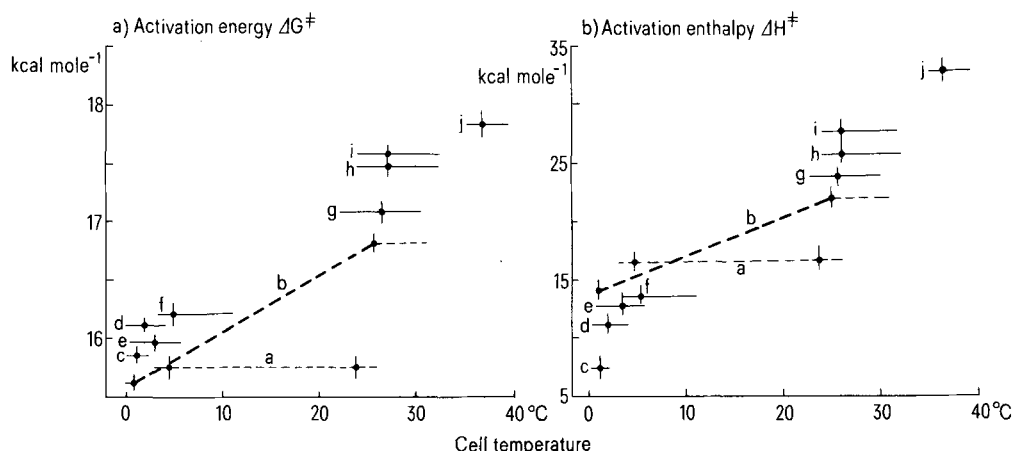 a) Activation energy ΔG‡
kcal mole⁻¹
18
17
16
0 10 20 30 40 °C
a
b
c
d
e
f
g
h
i
j
b) Activation enthalpy ΔH‡
35
kcal mole⁻¹
25
15
5
0 10 20 30 40 °C
a
b
c
d
e
f
g
h
i
j
Cell temperature